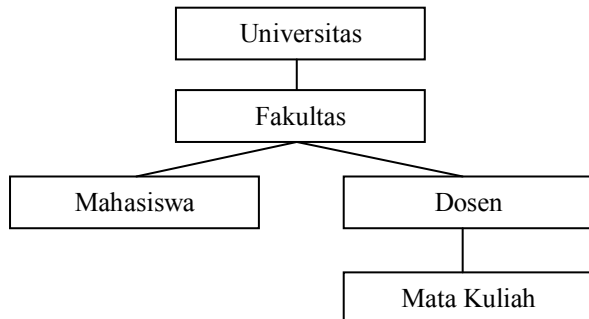 Universitas
Fakultas
Mahasiswa
Dosen
Mata Kuliah